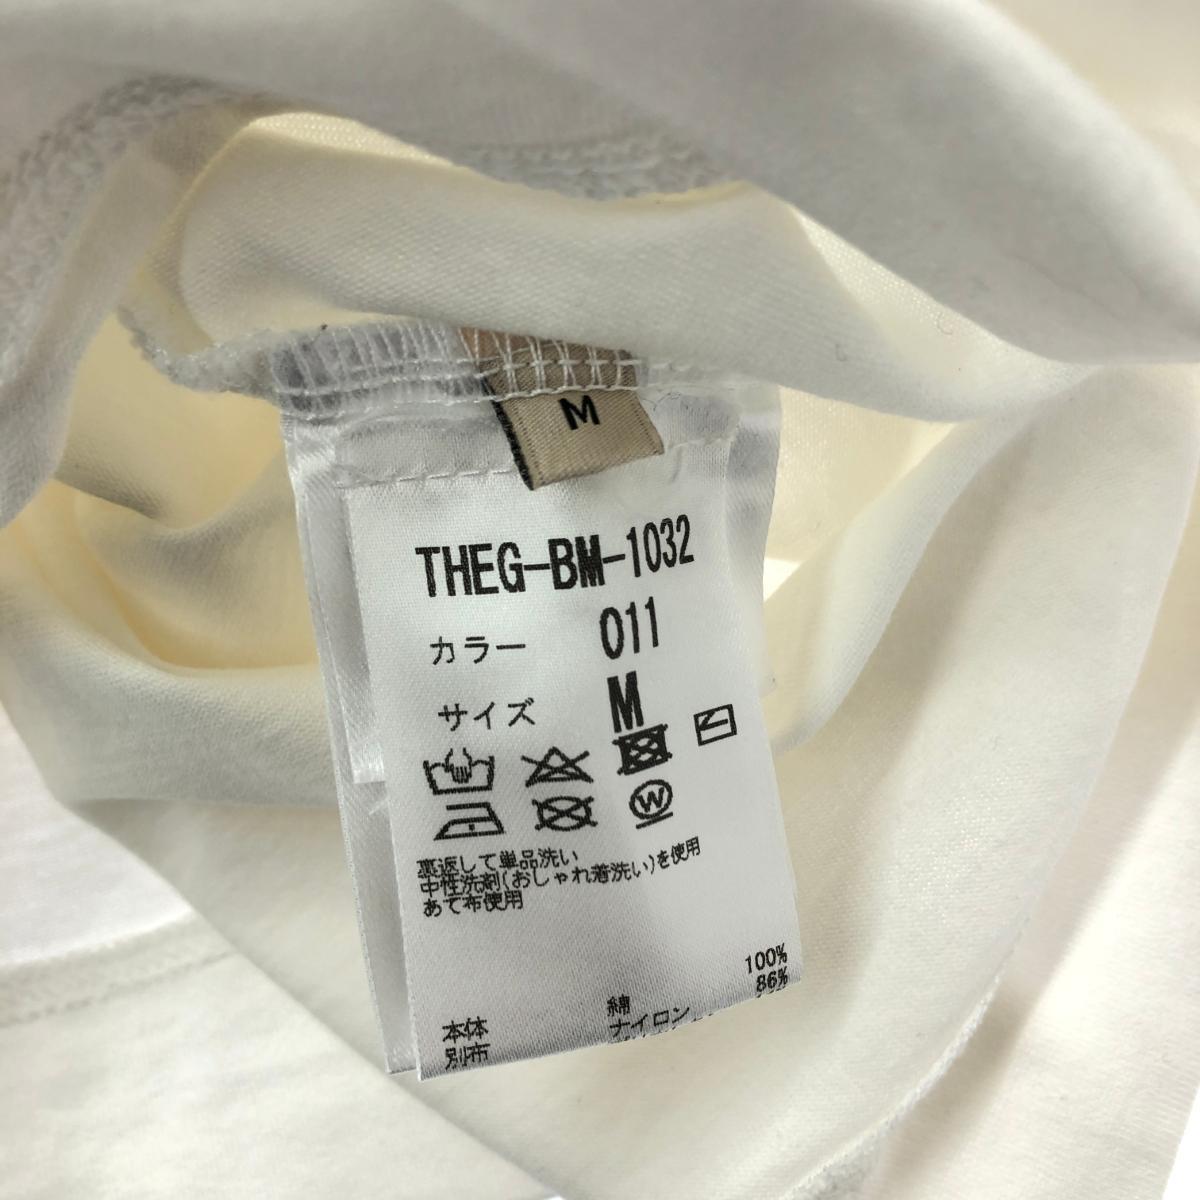 M
THEG-BM-1032
カラー 011
サイズ M
W
裏返して単品洗い
中性洗剤(おしゃれ着洗い)を使用
あて布使用
本体 綿 100%
別布 ナイロン 86%